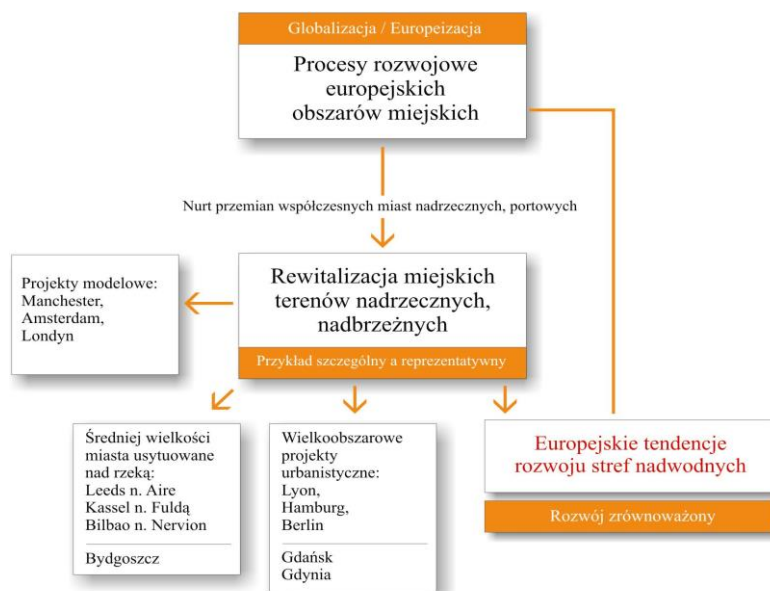 Globalizacja / Europeizacja
Procesy rozwojowe
europejskich
obszarów miejskich
Nurt przemian współczesnych miast nadrzecznych, portowych
Projekty modelowe:
Manchester,
Amsterdam,
Londyn
Rewitalizacja miejskich
terenów nadrzecznych,
nadbrzeżnych
Przykład szczególny a reprezentatywny
Średniej wielkości
miasta usytuowane
nad rzeką:
Leeds n. Aire
Kassel n. Fuldą
Bilbao n. Nervion
Bydgoszcz
Wielkoobszarowe
projekty
urbanistyczne:
Lyon,
Hamburg,
Berlin
Gdańsk
Gdynia
Europejskie tendencje
rozwoju stref nadwodnych
Rozwój zrównoważony